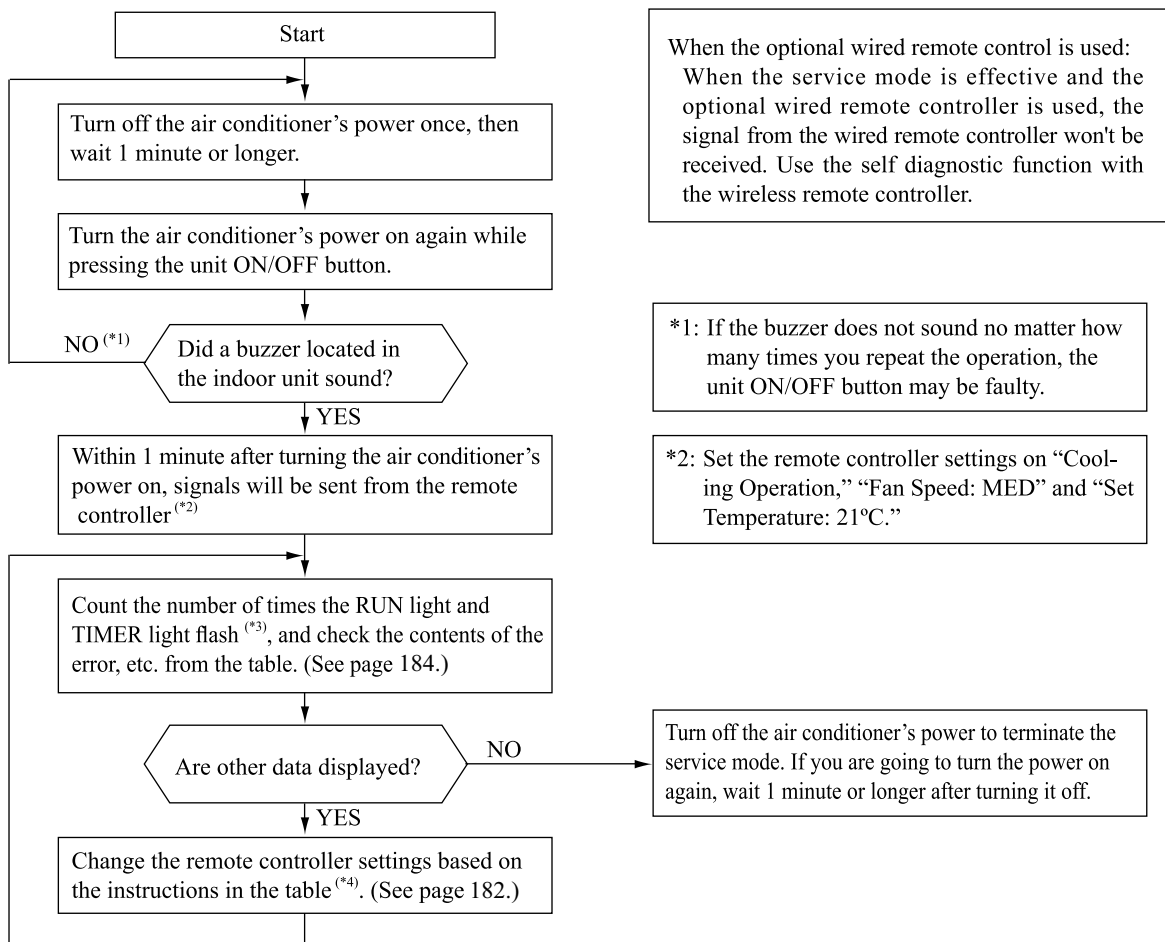 Start
Turn off the air conditioner’s power once, then
wait 1 minute or longer.
Turn the air conditioner’s power on again while
pressing the unit ON/OFF button.
NO (*1)
Did a buzzer located in
the indoor unit sound?
YES
Within 1 minute after turning the air conditioner’s
power on, signals will be sent from the remote
controller (*2)
Count the number of times the RUN light and
TIMER light flash (*3), and check the contents of the
error, etc. from the table. (See page 184.)
Are other data displayed?
NO
YES
Change the remote controller settings based on
the instructions in the table (*4). (See page 182.)
When the optional wired remote control is used:
When the service mode is effective and the
optional wired remote controller is used, the
signal from the wired remote controller won't be
received. Use the self diagnostic function with
the wireless remote controller.
*1: If the buzzer does not sound no matter how
many times you repeat the operation, the
unit ON/OFF button may be faulty.
*2: Set the remote controller settings on “Cool-
ing Operation,” “Fan Speed: MED” and “Set
Temperature: 21ºC.”
Turn off the air conditioner’s power to terminate the
service mode. If you are going to turn the power on
again, wait 1 minute or longer after turning it off.